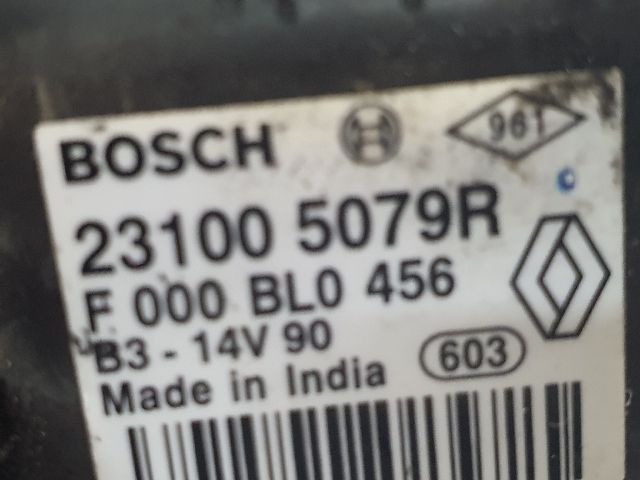 BOSCH 961
23100 5079R
F 000 BL0 456
B3 - 14V 90
603
Made in India